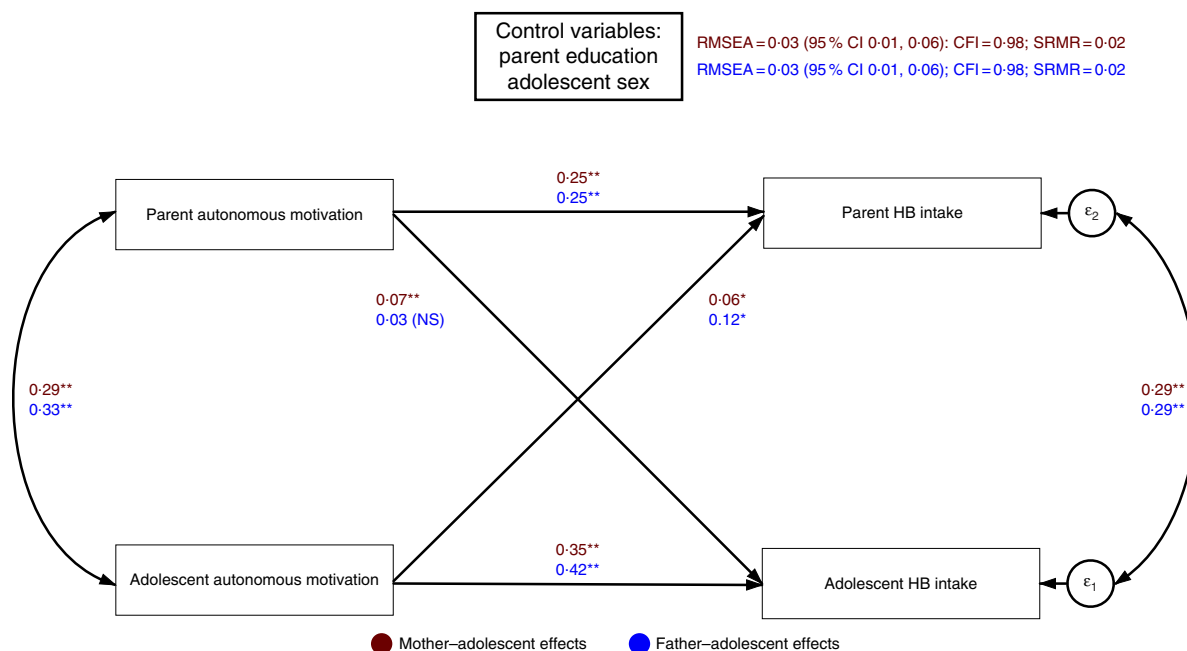 Control variables:
parent education
adolescent sex
RMSEA = 0·03 (95 % CI 0·01, 0·06): CFI = 0·98; SRMR = 0·02
RMSEA = 0·03 (95 % CI 0·01, 0·06); CFI = 0·98; SRMR = 0·02
0·25**
0·25**
Parent autonomous motivation
Parent HB intake
ε2
0·07**
0·03 (NS)
0·06*
0.12*
0·29**
0·33**
0·29**
0·29**
0·35**
0·42**
Adolescent autonomous motivation
Adolescent HB intake
ε1
Mother–adolescent effects
Father–adolescent effects